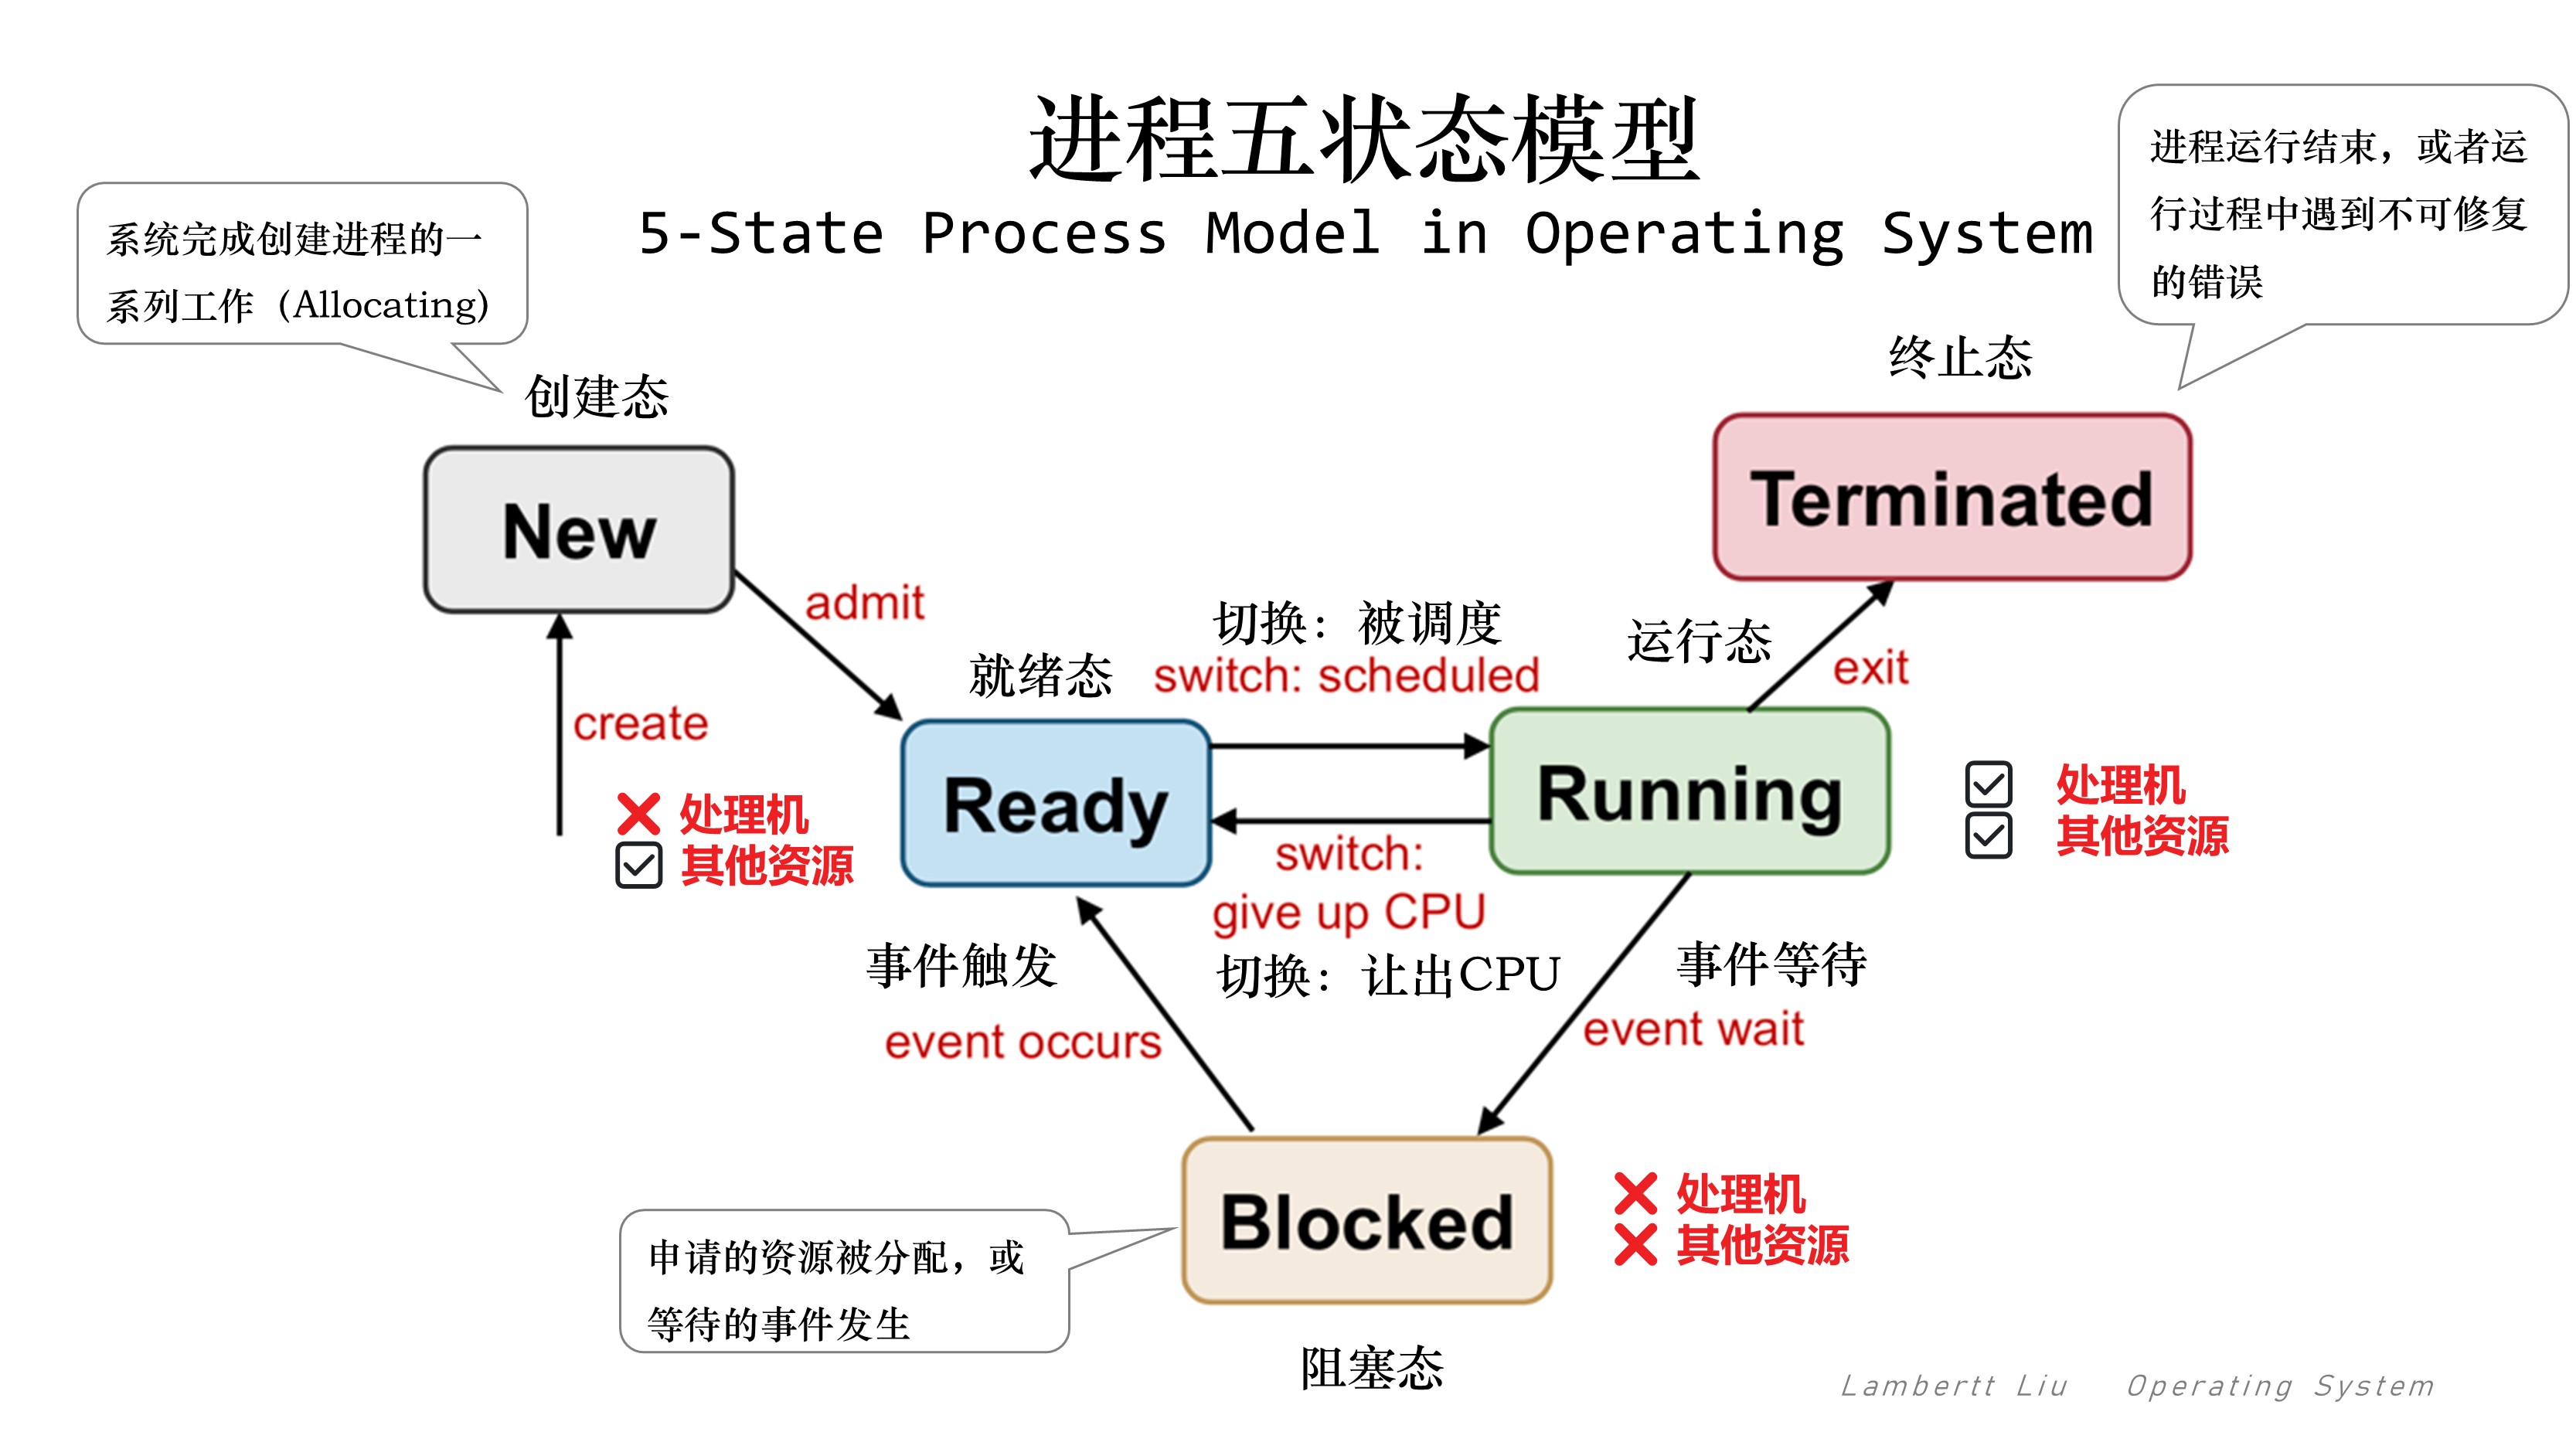 进程五状态模型
5-State Process Model in Operating System
系统完成创建进程的一
系列工作（Allocating）
进程运行结束，或者运
行过程中遇到不可修复
的错误
创建态
New
终止态
Terminated
admit
create
就绪态
切换：被调度
switch: scheduled
运行态
exit
处理机
其他资源
Ready
Running
处理机
其他资源
switch:
give up CPU
切换：让出CPU
事件触发
event occurs
事件等待
event wait
Blocked
处理机
其他资源
申请的资源被分配，或
等待的事件发生
阻塞态
Lambertt Liu Operating System